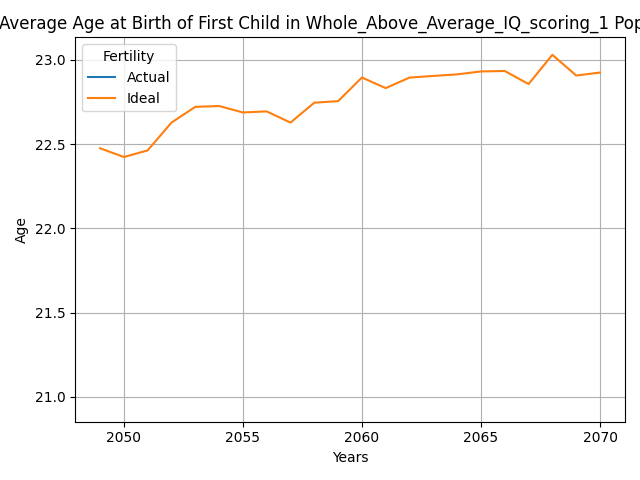 Average Age at Birth of First Child in Whole_Above_Average_IQ_scoring_1 Pop
Fertility
Actual
Ideal
23.0
22.5
22.0
21.5
21.0
Age
2050 2055 2060 2065 2070
Years